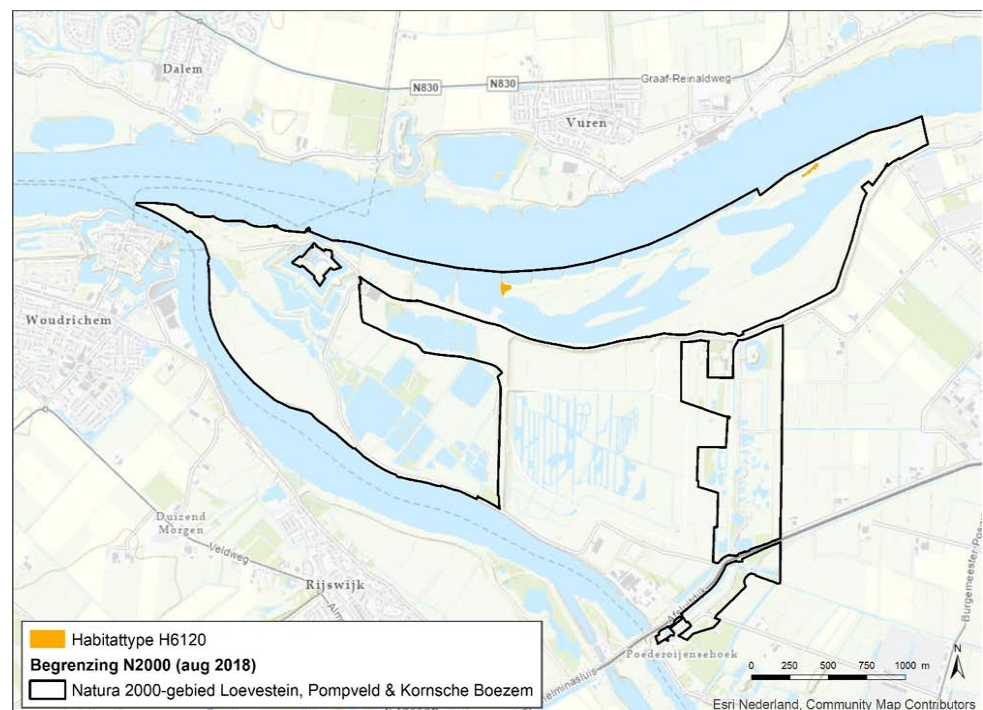 Dalem
N830
N830
Graaf-Reinaldweg
Vuren
Woudrichem
Duizend
Morgen
Veldweg
Rijswijk
Poederoijensehoek
N
Habitattype H6120
Begrenzing N2000 (aug 2018)
Natura 2000-gebied Loevestein, Pompveld & Kornsche Boezem
0 250 500 750 1000 m
Esri Nederland, Community Map Contributors